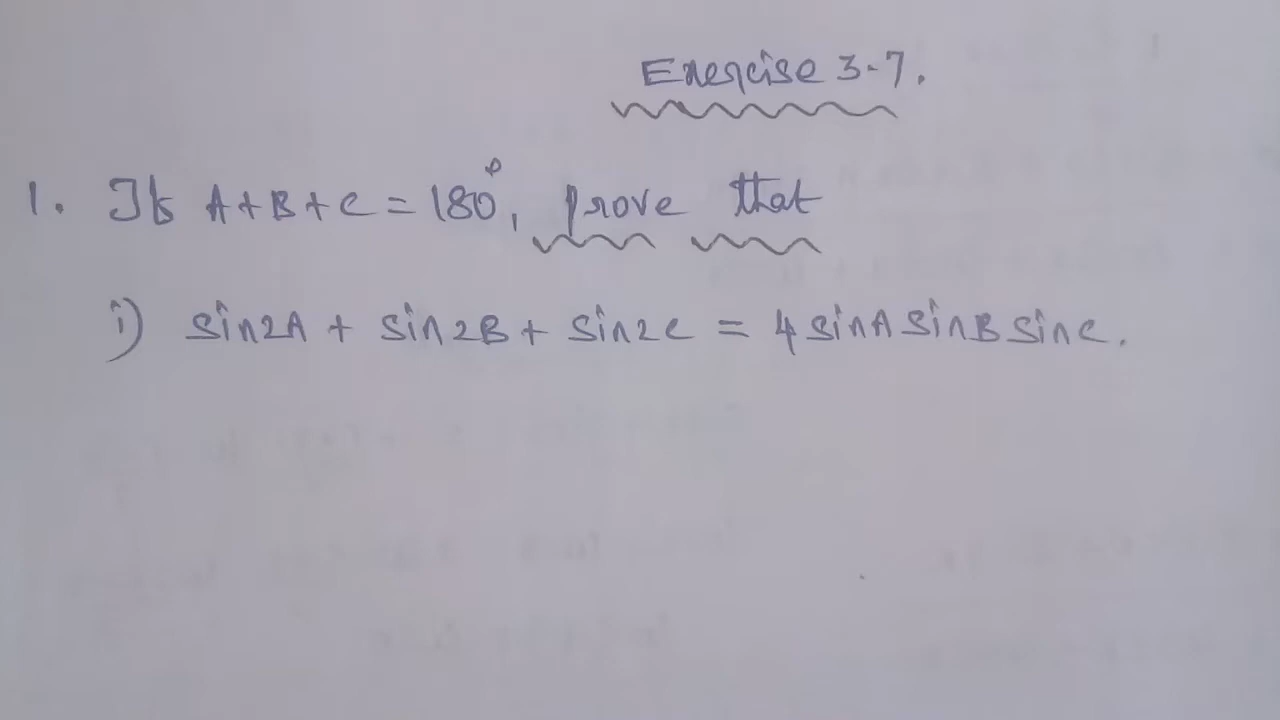 Exercise 3.7.
1. If A+B+C = 180°, prove that
i) sin2A + sin2B + sin2C = 4 sinA sinB sinC.